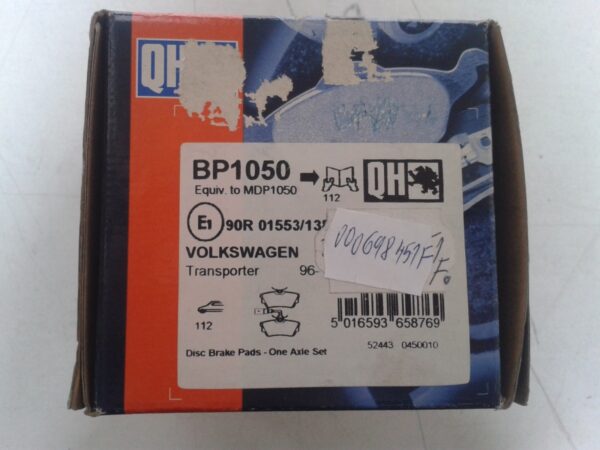 QH
BP1050
Equiv. to MDP1050
112
QH
E1 90R 01553/13
VOLKSWAGEN
Transporter 96-
000698451F
F.
112
5 016593 658769
52443 0450010
Disc Brake Pads - One Axle Set